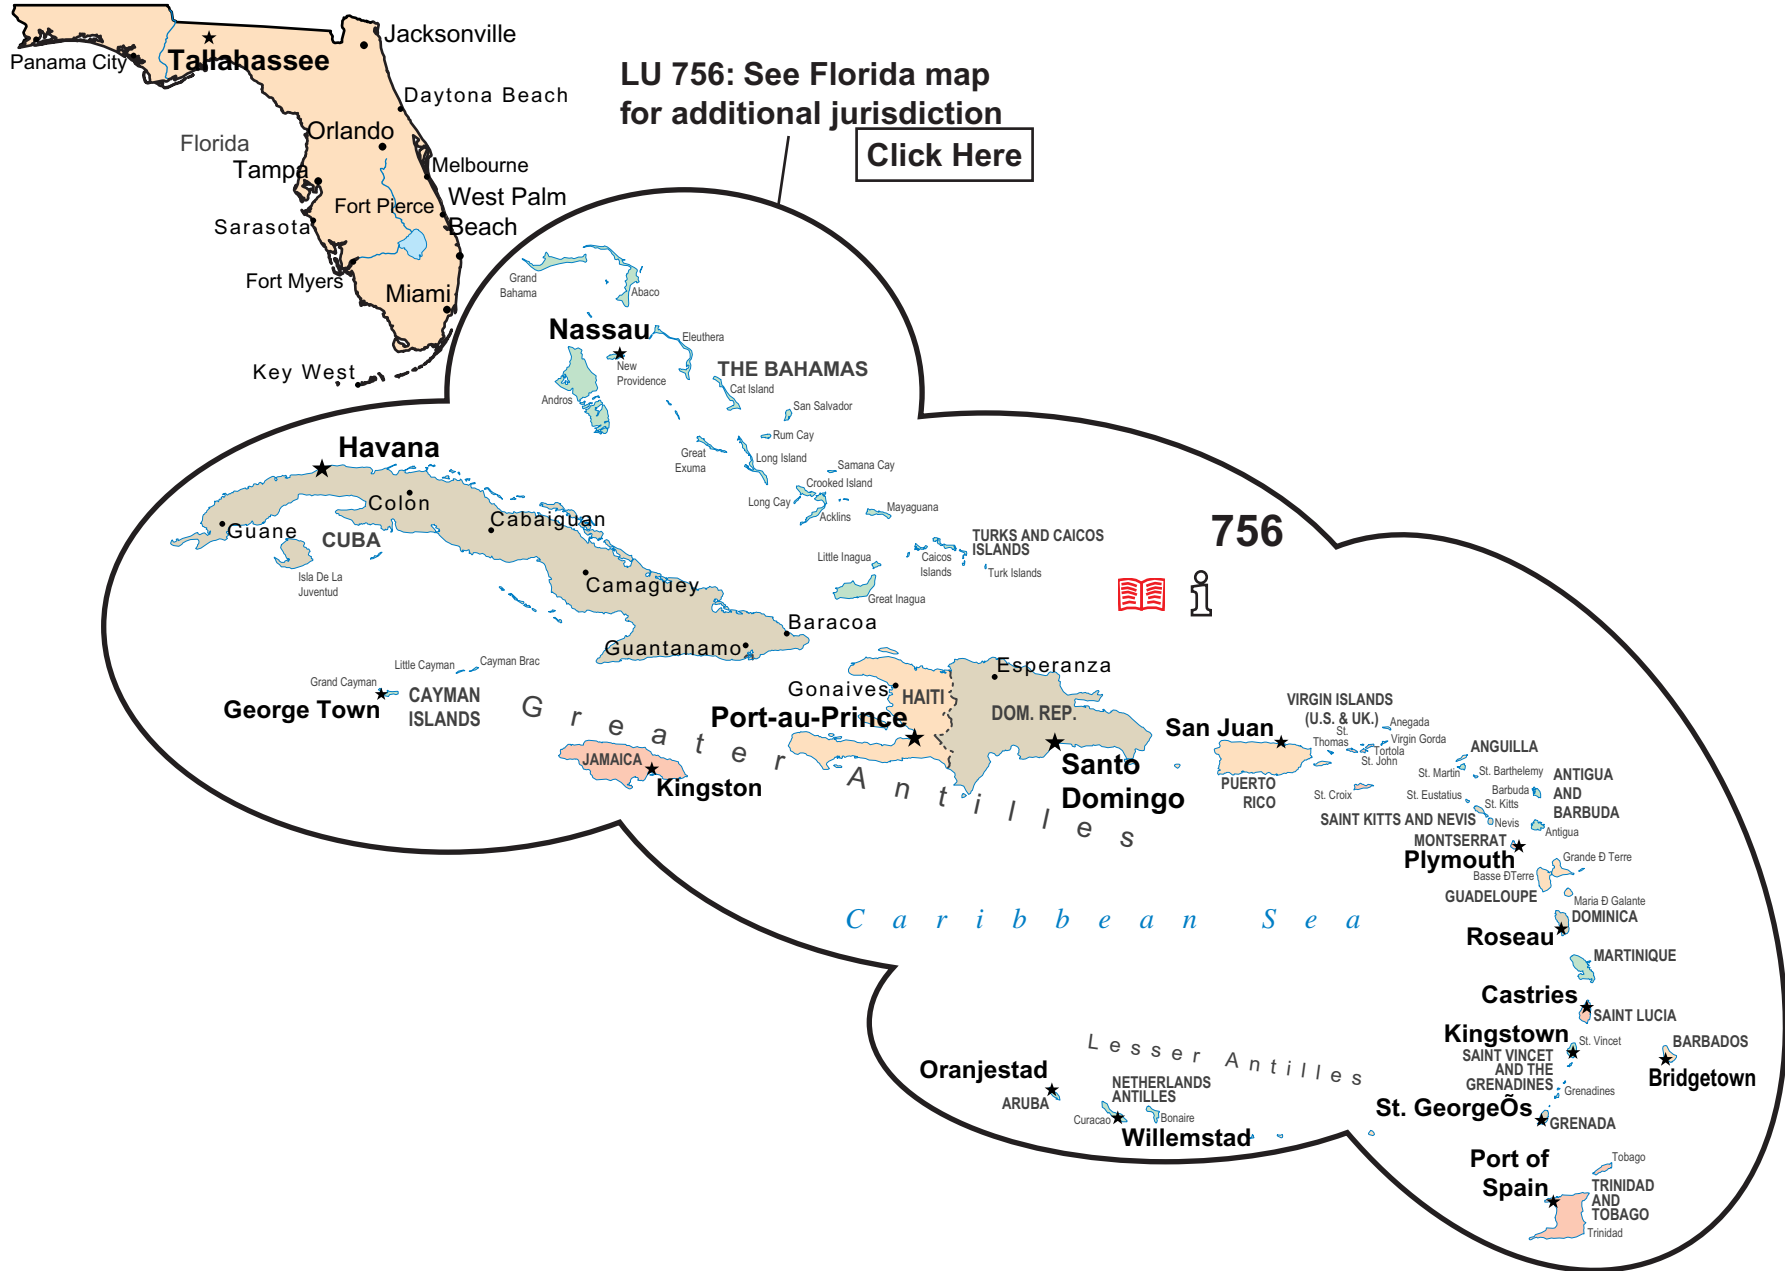 Jacksonville
Panama City
Tallahassee
Daytona Beach
Florida
Orlando
Tampa
Melbourne
Fort Pierce
West Palm
Beach
Sarasota
Fort Myers
Miami
Key West
LU 756: See Florida map
for additional jurisdiction
Click Here
Grand
Bahama
Abaco
Nassau
Eleuthera
New
Providence
THE BAHAMAS
Cat Island
Andros
San Salvador
Rum Cay
Great
Exuma
Long Island
Samana Cay
Crooked Island
Long Cay
Acklins
Mayaguana
TURKS AND CAICOS
ISLANDS
Little Inagua
Caicos
Islands
Turk Islands
Great Inagua
756
Havana
Colon
Guane
CUBA
Cabaiguan
Isla De La
Juventud
Camaguey
Baracoa
Guantanamo
Little Cayman
Cayman Brac
Grand Cayman
George Town
CAYMAN
ISLANDS
Greater Antilles
JAMAICA
Kingston
Gonaives
HAITI
Port-au-Prince
Esperanza
DOM. REP.
Santo
Domingo
San Juan
PUERTO
RICO
VIRGIN ISLANDS
(U.S. & UK.)
Anegada
St.
Thomas
Virgin Gorda
Tortola
St. John
St. Croix
ANGUILLA
St. Martin
St. Barthelemy
ANTIGUA
AND
BARBUDA
Barbuda
St. Eustatius
St. Kitts
SAINT KITTS AND NEVIS
Nevis
Antigua
MONTSERRAT
Plymouth
Grande Ð Terre
Basse ÐTerre
GUADELOUPE
Maria Ð Galante
DOMINICA
Roseau
Caribbean Sea
MARTINIQUE
Castries
SAINT LUCIA
Kingstown
St. Vincet
SAINT VINCET
AND THE
GRENADINES
Grenadines
BARBADOS
Bridgetown
Lesser Antilles
Oranjestad
ARUBA
NETHERLANDS
ANTILLES
Curacao
Bonaire
Willemstad
St. GeorgeÕs
GRENADA
Port of
Spain
Tobago
TRINIDAD
AND
TOBAGO
Trinidad